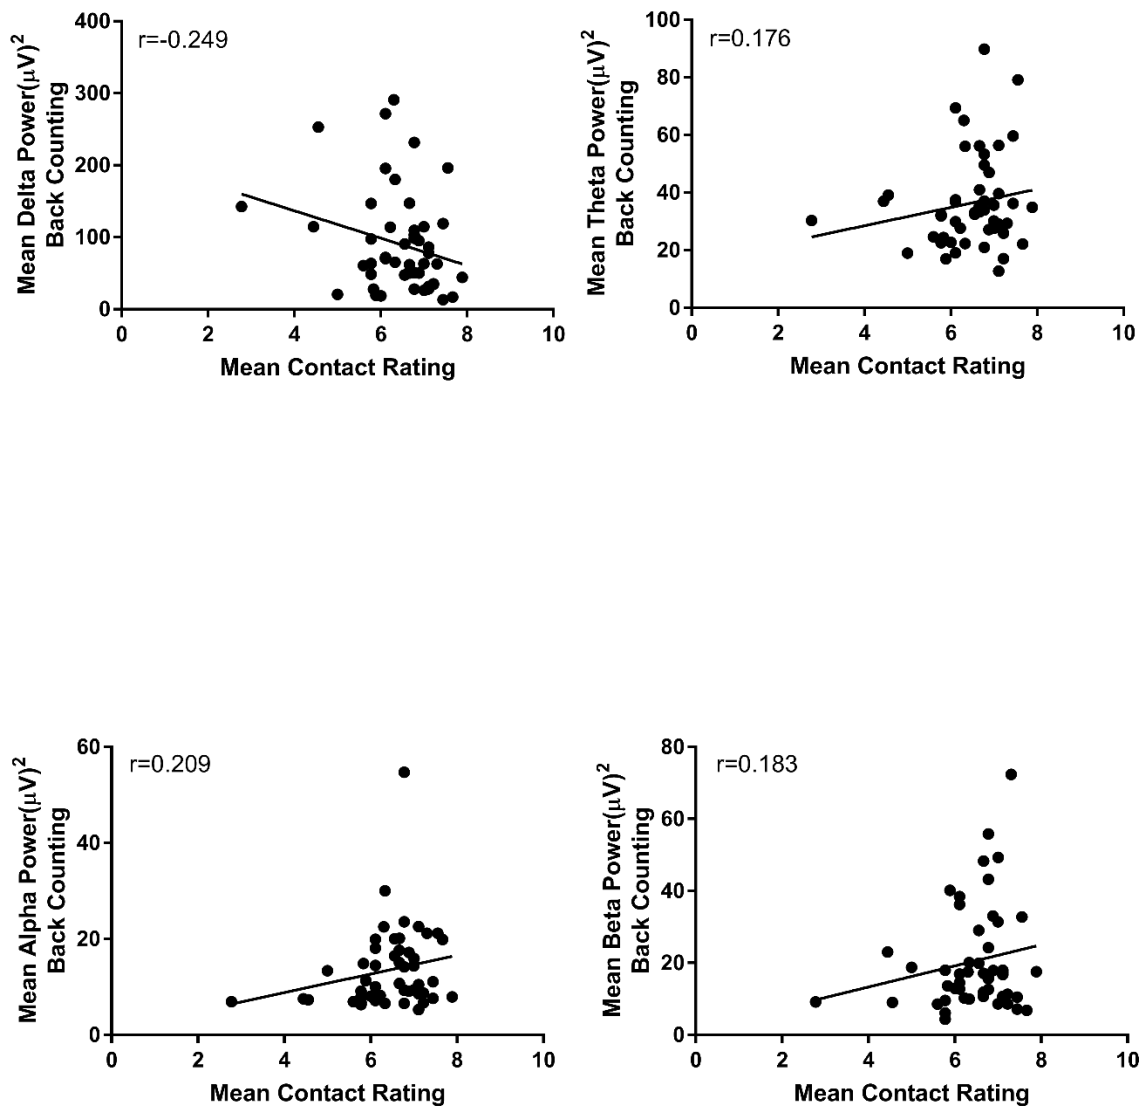 r=-0.249
Mean Delta Power(μV)²
Back Counting
400
300
200
100
0
0 2 4 6 8 10
Mean Contact Rating
r=0.176
Mean Theta Power(μV)²
Back Counting
100
80
60
40
20
0
0 2 4 6 8 10
Mean Contact Rating
r=0.209
Mean Alpha Power(μV)²
Back Counting
60
40
20
0
0 2 4 6 8 10
Mean Contact Rating
r=0.183
Mean Beta Power(μV)²
Back Counting
80
60
40
20
0
0 2 4 6 8 10
Mean Contact Rating